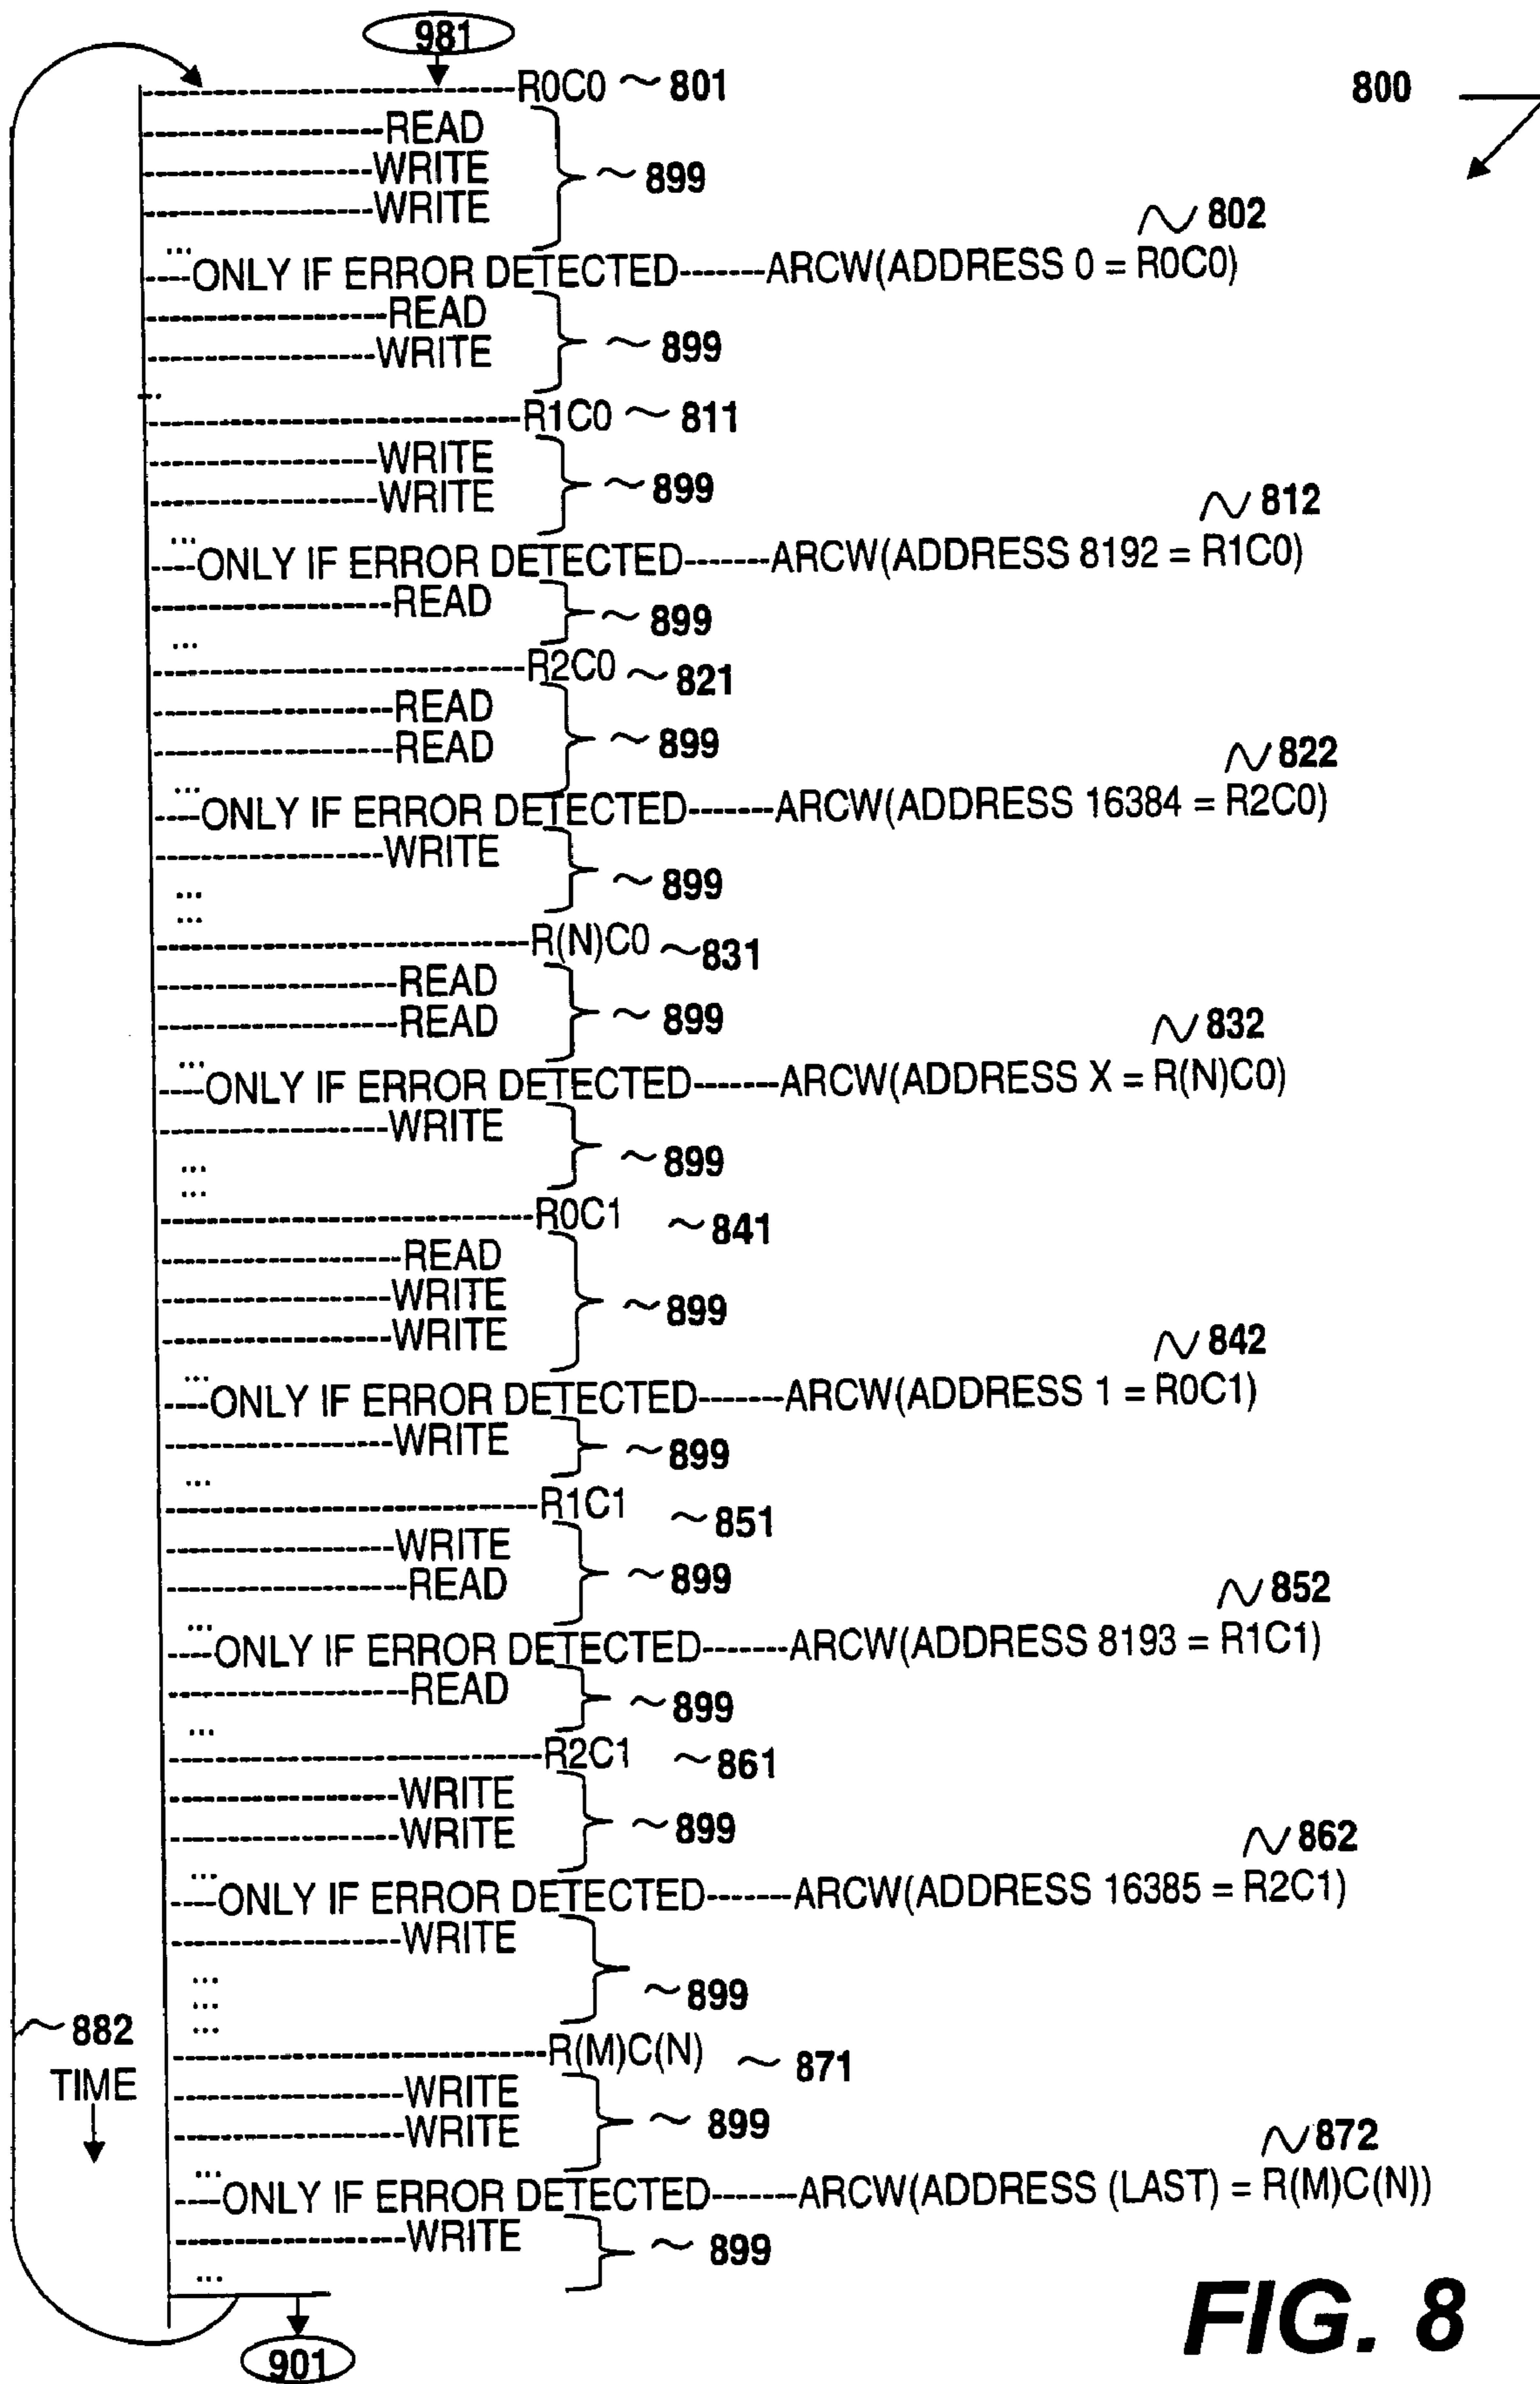 981
R0C0 801
800
READ
WRITE
899
WRITE
802
...
ONLY IF ERROR DETECTED-------ARCW(ADDRESS 0 = R0C0)
READ
899
WRITE
...
R1C0 811
WRITE
899
WRITE
812
...
ONLY IF ERROR DETECTED-------ARCW(ADDRESS 8192 = R1C0)
READ
899
...
R2C0 821
READ
899
READ
822
...
ONLY IF ERROR DETECTED-------ARCW(ADDRESS 16384 = R2C0)
WRITE
899
...
...
R(N)C0 831
READ
899
READ
832
...
ONLY IF ERROR DETECTED-------ARCW(ADDRESS X = R(N)C0)
WRITE
899
...
...
R0C1 841
READ
WRITE
899
WRITE
842
...
ONLY IF ERROR DETECTED-------ARCW(ADDRESS 1 = R0C1)
WRITE
899
...
R1C1 851
WRITE
899
READ
852
...
ONLY IF ERROR DETECTED-------ARCW(ADDRESS 8193 = R1C1)
READ
899
...
R2C1 861
WRITE
899
WRITE
862
...
ONLY IF ERROR DETECTED-------ARCW(ADDRESS 16385 = R2C1)
WRITE
...
899
...
...
882
R(M)C(N) 871
TIME
WRITE
899
WRITE
872
...
ONLY IF ERROR DETECTED-------ARCW(ADDRESS (LAST) = R(M)C(N))
WRITE
899
...
901
FIG. 8